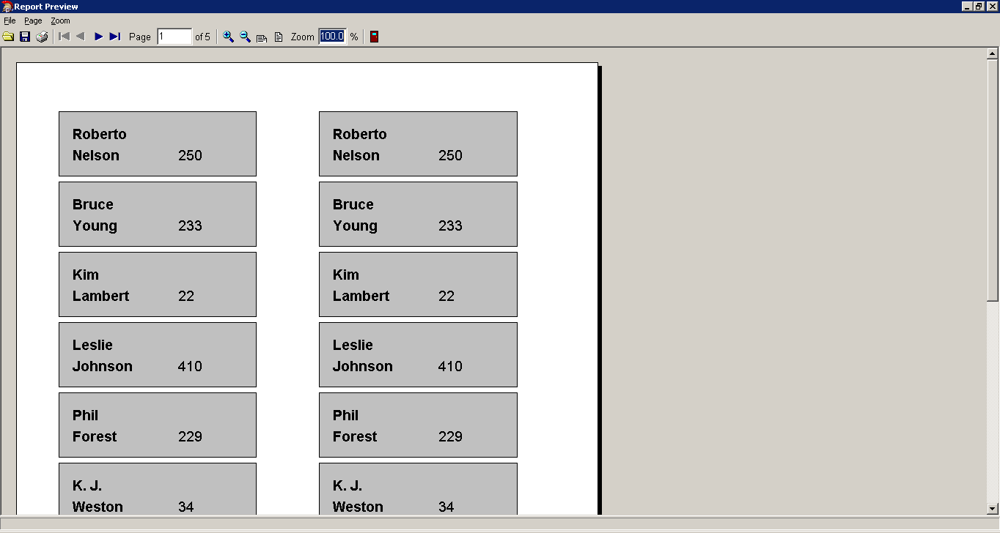 Report Preview
File Page Zoom
Page 1 of 5 Zoom 100.0 %
Roberto Roberto
Nelson 250 Nelson 250
Bruce Bruce
Young 233 Young 233
Kim Kim
Lambert 22 Lambert 22
Leslie Leslie
Johnson 410 Johnson 410
Phil Phil
Forest 229 Forest 229
K. J. K. J.
Weston 34 Weston 34